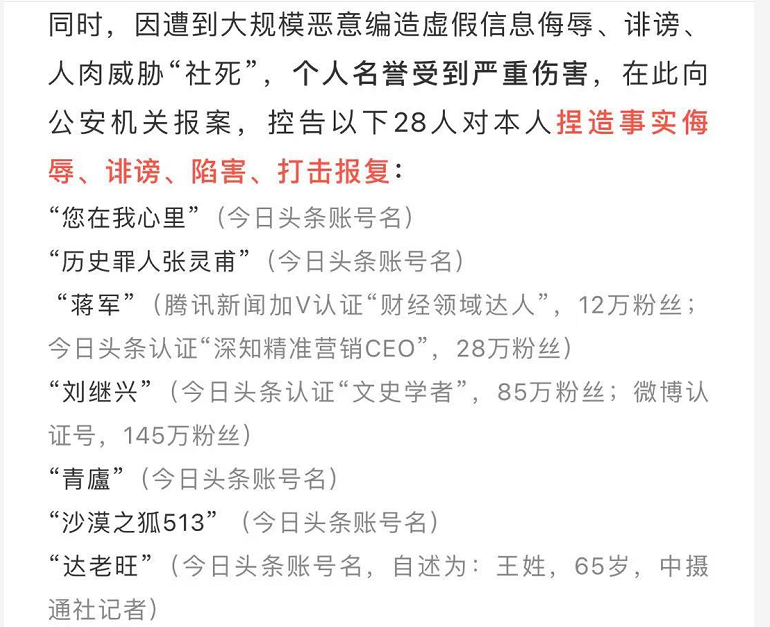 同时，因遭到大规模恶意编造虚假信息侮辱、诽谤、
人肉威胁“社死”，个人名誉受到严重伤害，在此向
公安机关报案，控告以下28人对本人捏造事实侮
辱、诽谤、陷害、打击报复：
“您在我心里”（今日头条账号名）
“历史罪人张灵甫”（今日头条账号名）
“蒋军”（腾讯新闻加V认证“财经领域达人”，12万粉丝；
今日头条认证“深知精准营销CEO”，28万粉丝）
“刘继兴”（今日头条认证“文史学者”，85万粉丝；微博认
证号，145万粉丝）
“青廬”（今日头条账号名）
“沙漠之狐513”（今日头条账号名）
“达老旺”（今日头条账号名，自述为：王姓，65岁，中摄
通社记者）